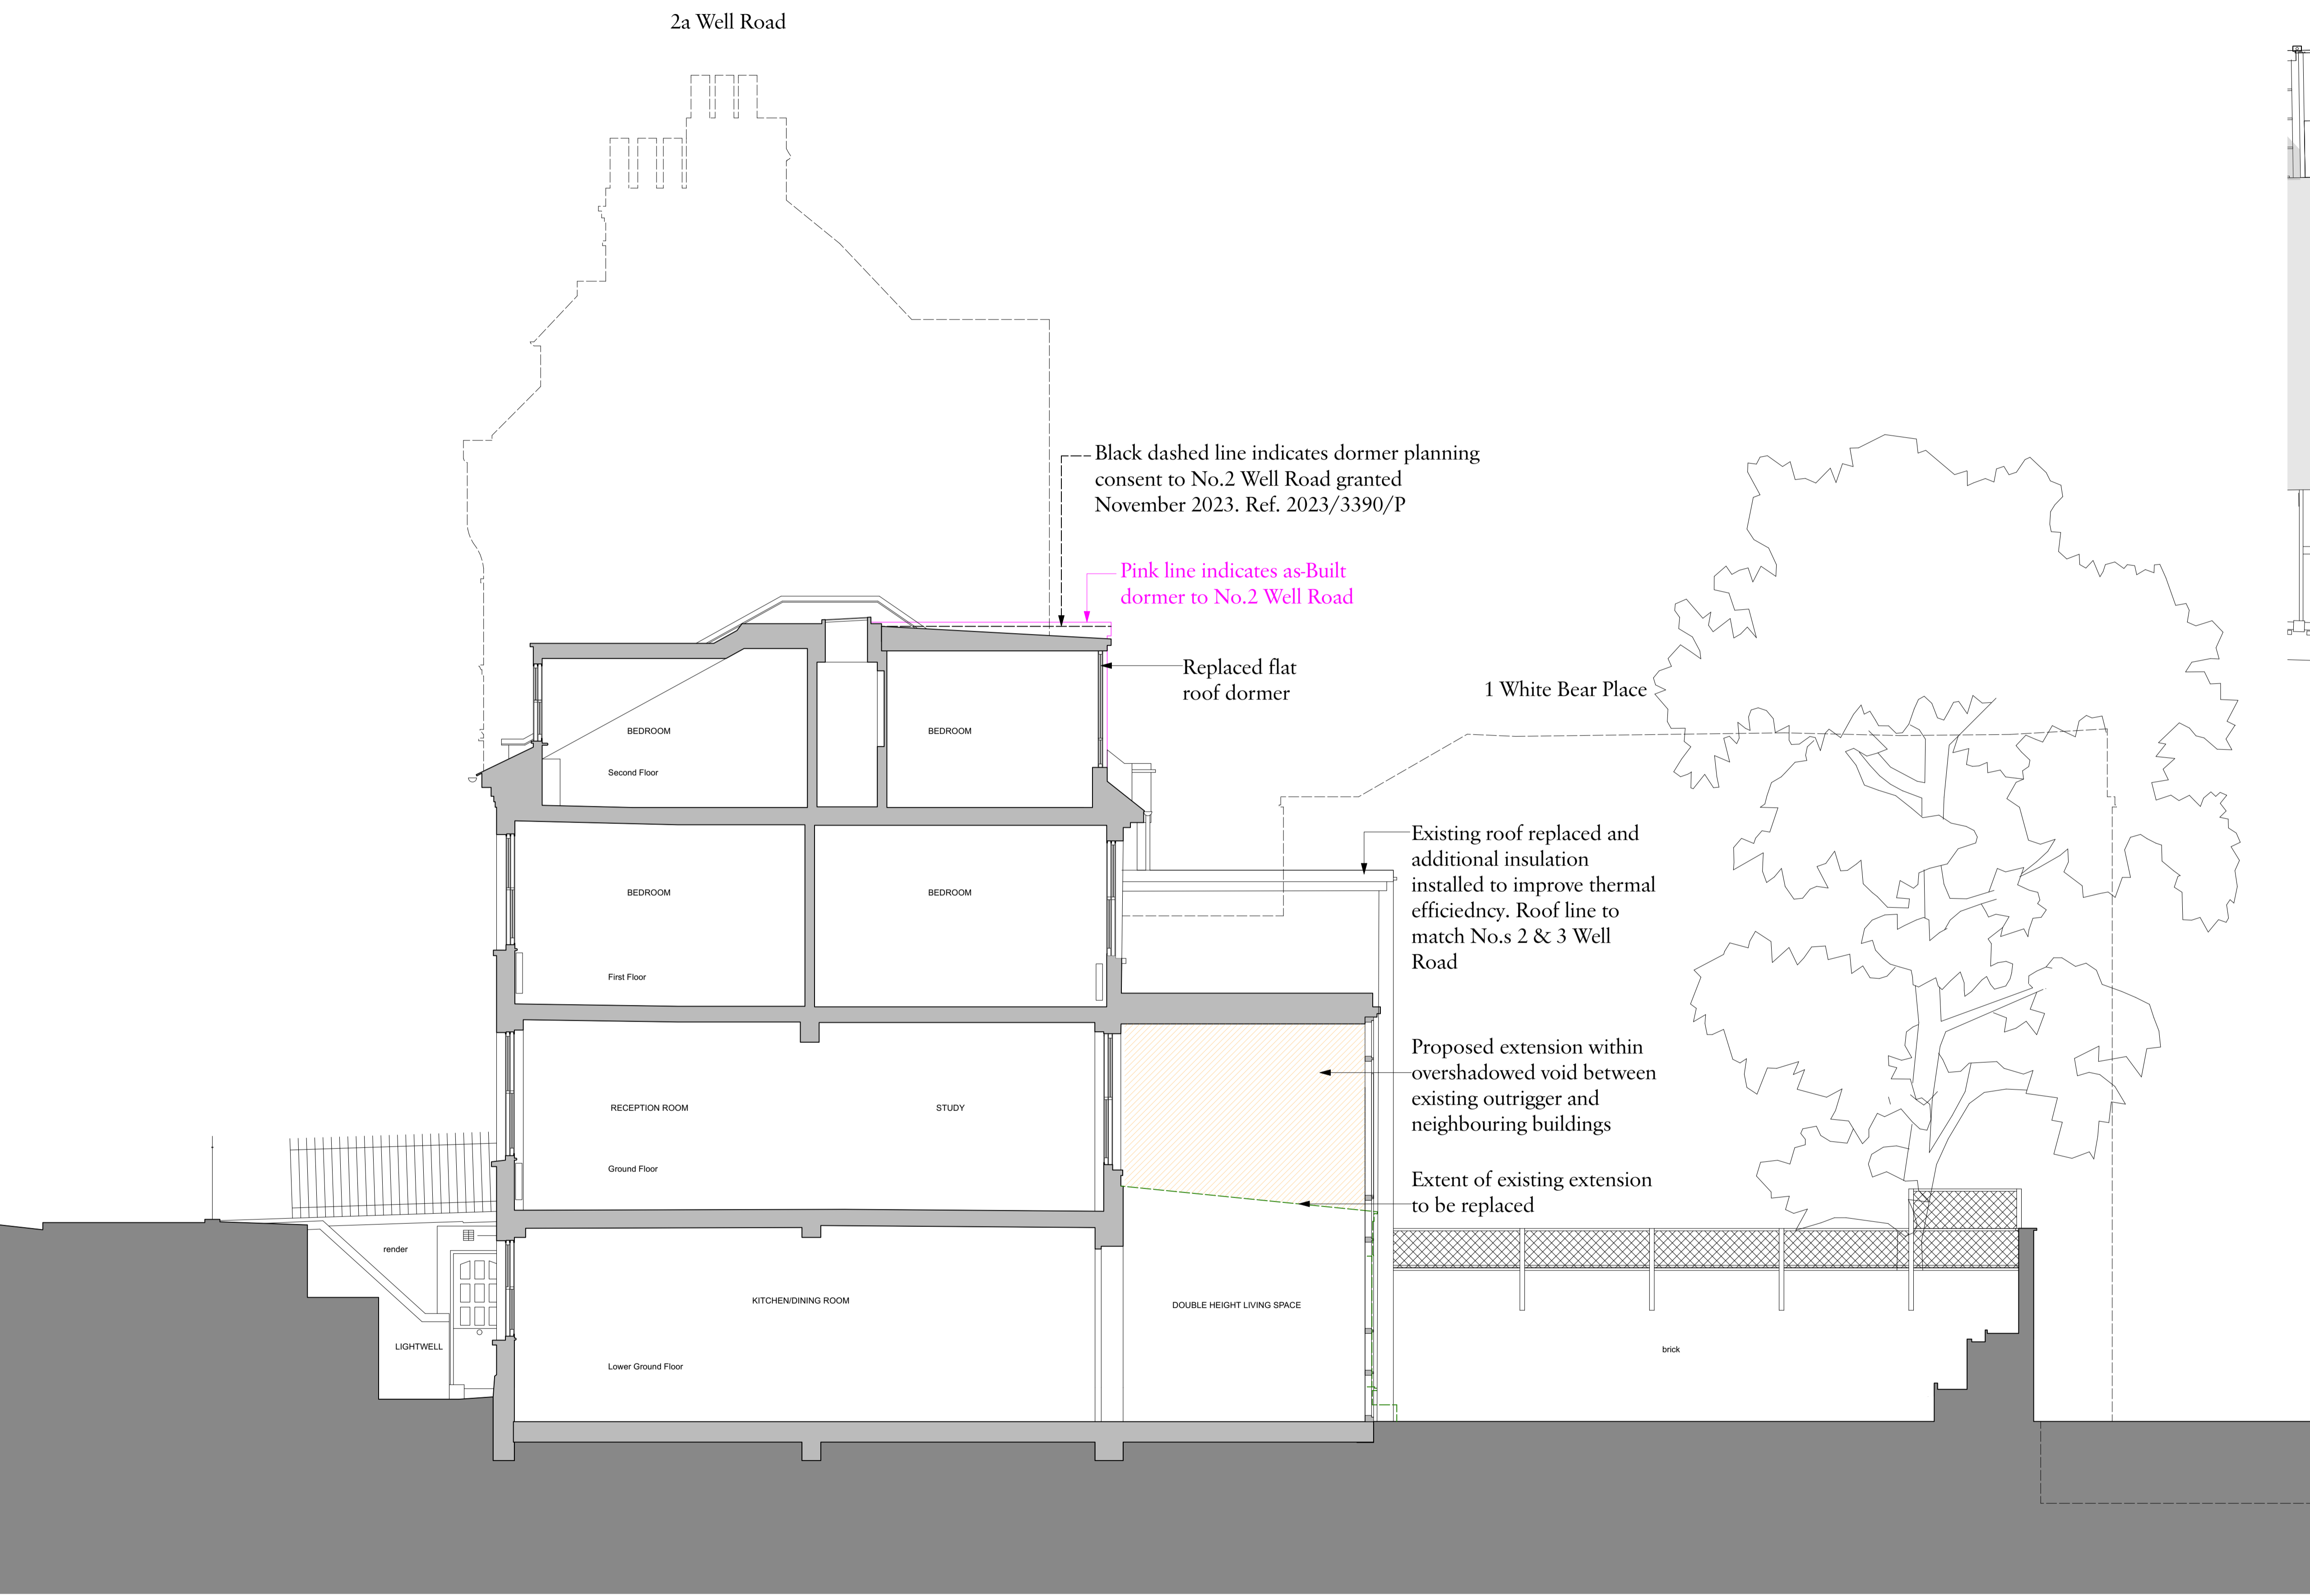 2a Well Road
Black dashed line indicates dormer planning
consent to No.2 Well Road granted
November 2023. Ref. 2023/3390/P
Pink line indicates as-Built
dormer to No.2 Well Road
Replaced flat
roof dormer
1 White Bear Place
BEDROOM
BEDROOM
Second Floor
Existing roof replaced and
additional insulation
installed to improve thermal
efficiedncy. Roof line to
match No.s 2 & 3 Well
Road
BEDROOM
BEDROOM
First Floor
Proposed extension within
overshadowed void between
existing outrigger and
neighbouring buildings
RECEPTION ROOM
STUDY
Ground Floor
Extent of existing extension
to be replaced
render
KITCHEN/DINING ROOM
DOUBLE HEIGHT LIVING SPACE
LIGHTWELL
brick
Lower Ground Floor